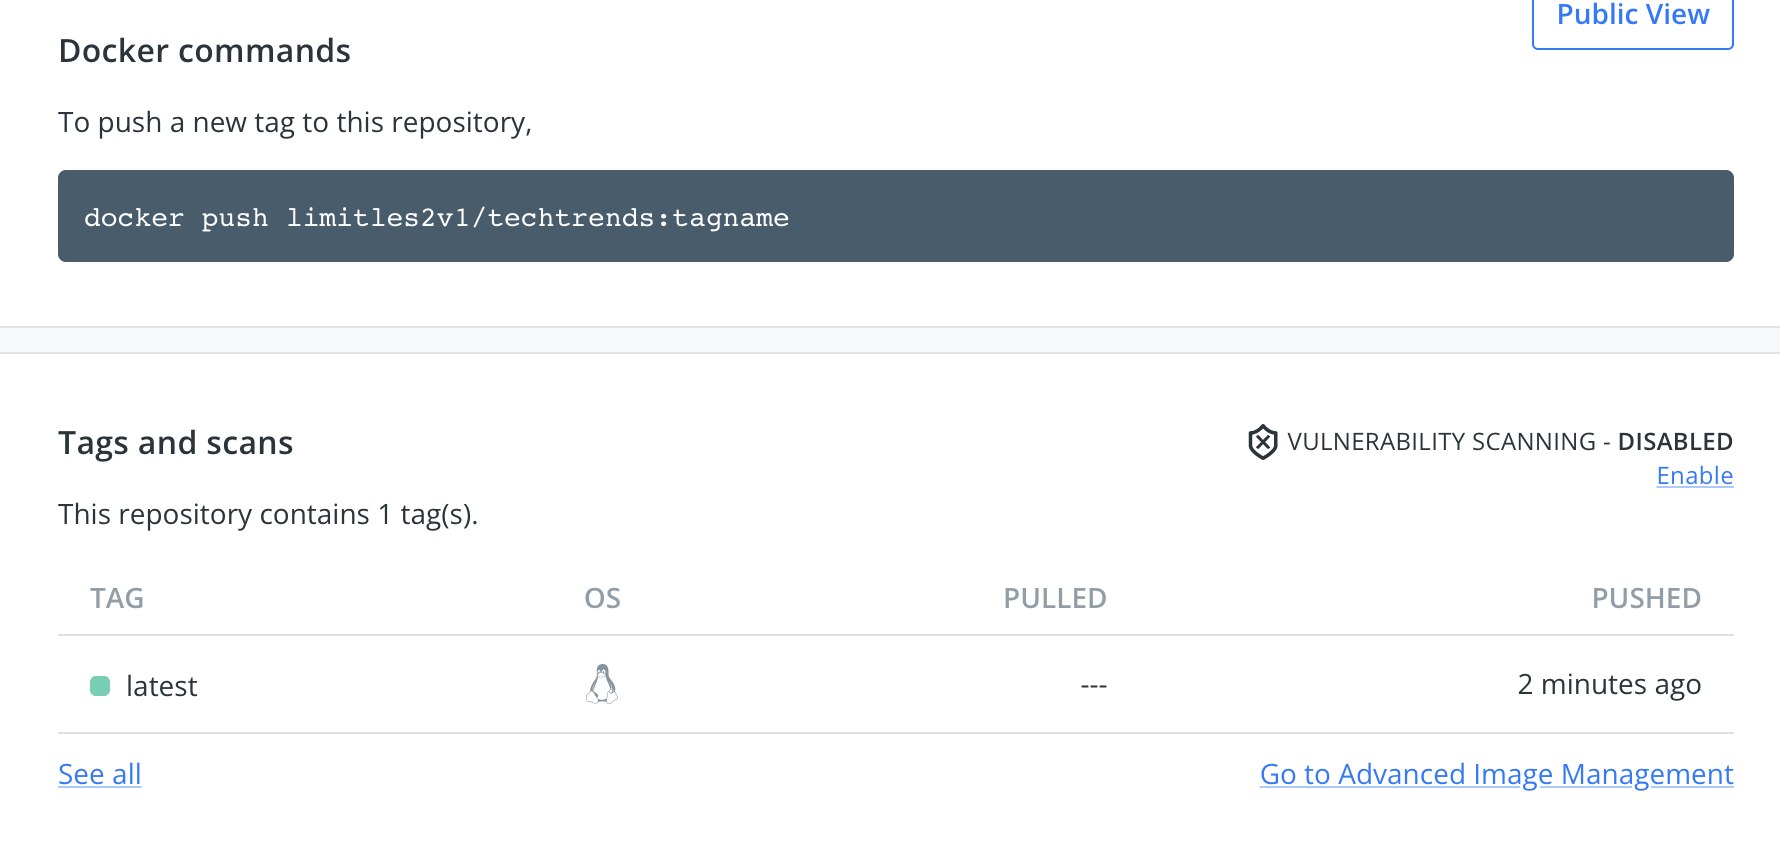 Public View
Docker commands
To push a new tag to this repository,
docker push limitles2v1/techtrends:tagname
Tags and scans
VULNERABILITY SCANNING - DISABLED
Enable
This repository contains 1 tag(s).
TAG OS PULLED PUSHED
latest --- 2 minutes ago
See all Go to Advanced Image Management